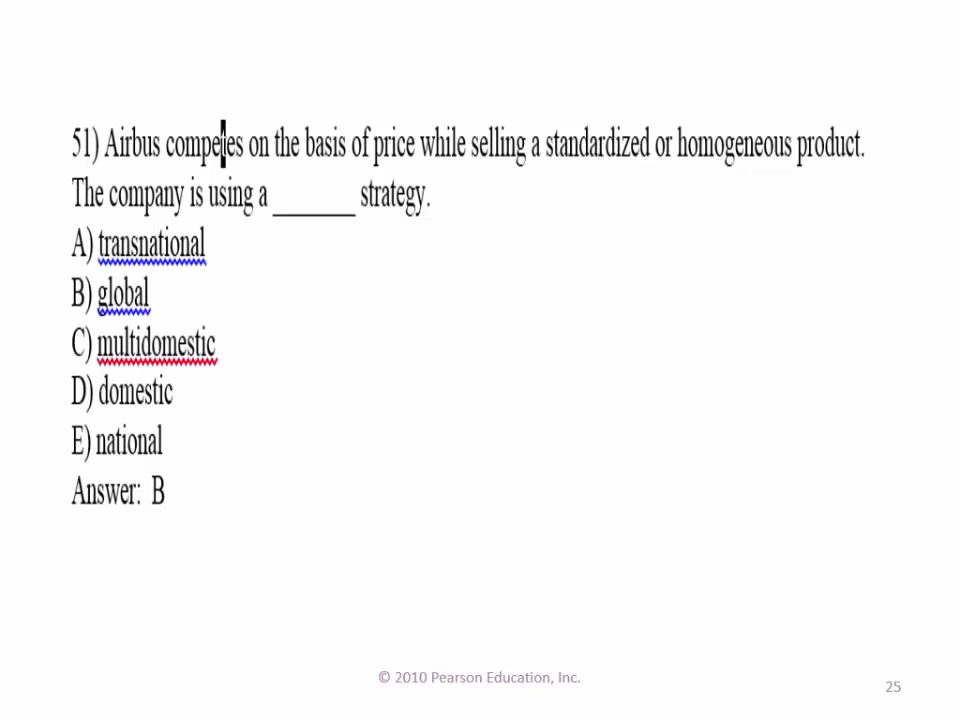 51) Airbus competes on the basis of price while selling a standardized or homogeneous product.
The company is using a _______ strategy.
A) transnational
B) global
C) multidomestic
D) domestic
E) national
Answer: B
© 2010 Pearson Education, Inc.
25